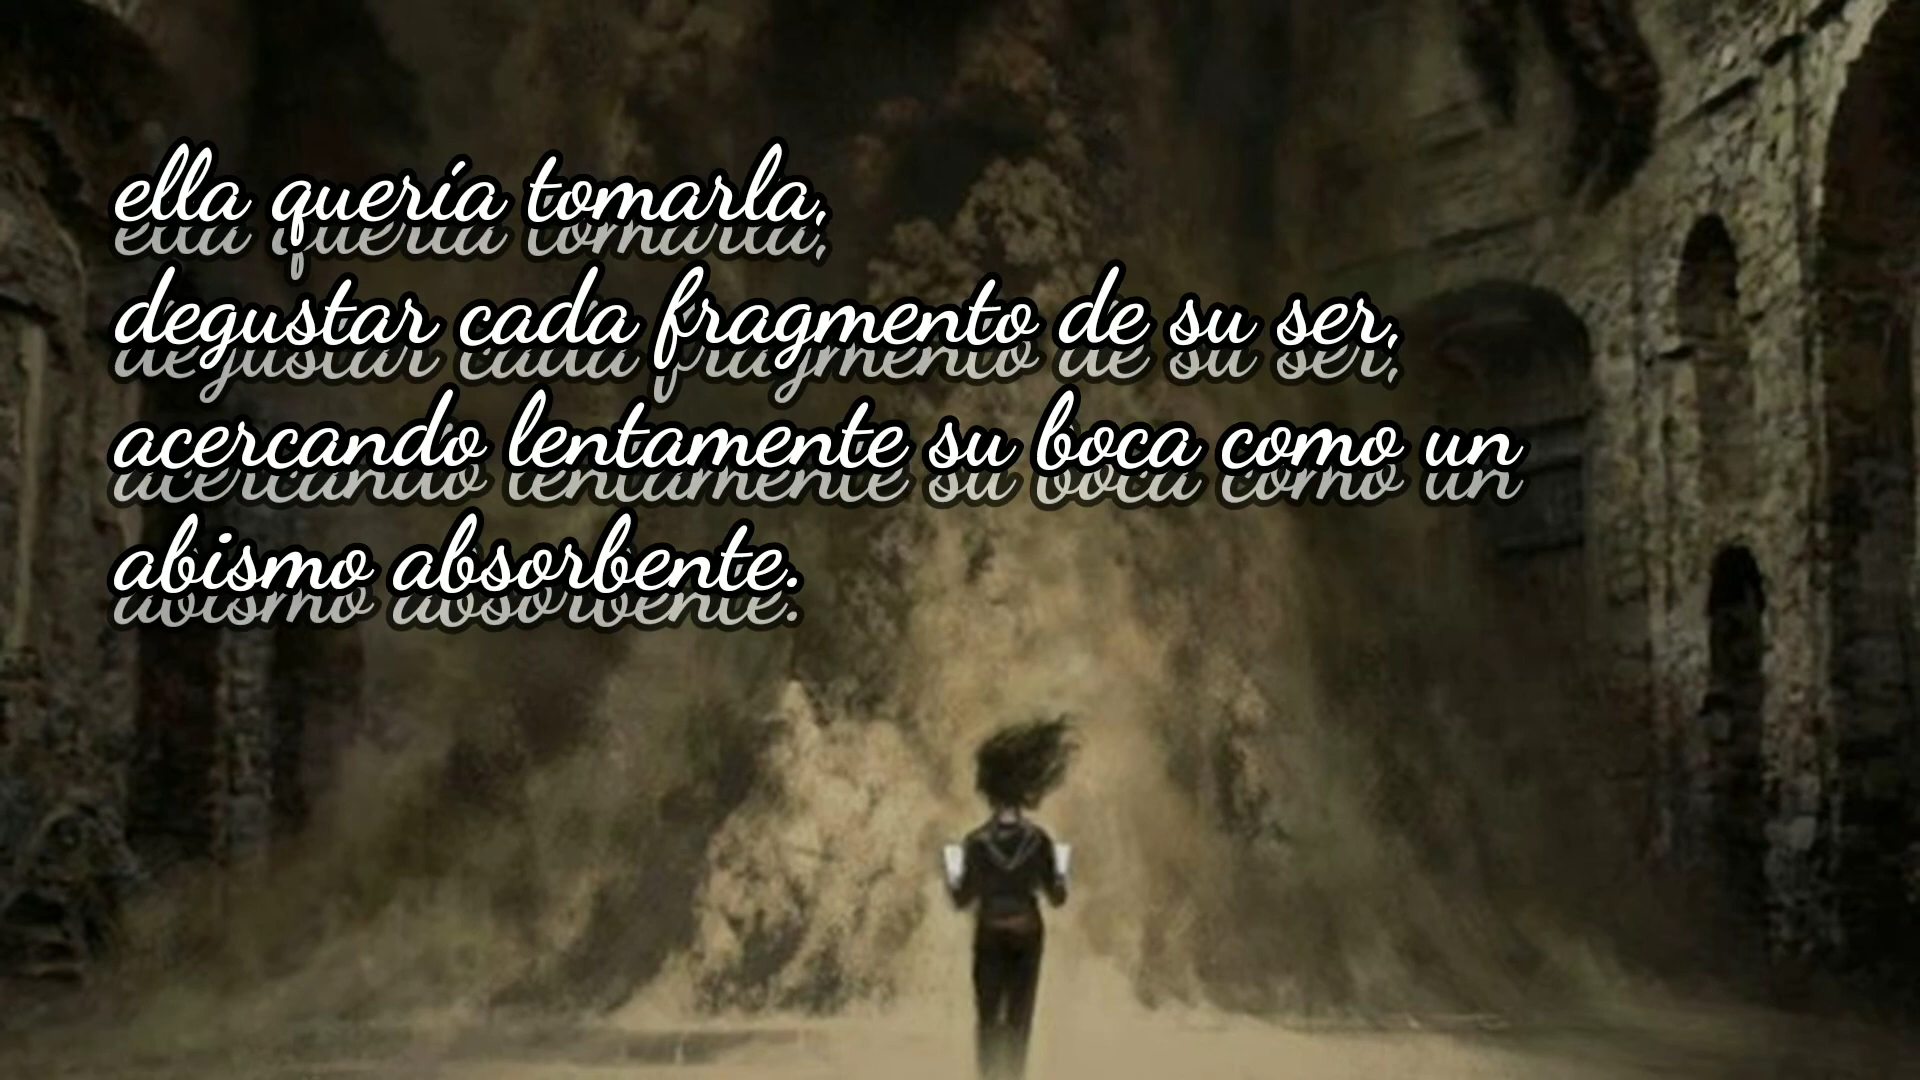 ella quería tomarla,
degustar cada fragmento de su ser,
acercando lentamente su boca como un
abismo absorbente.